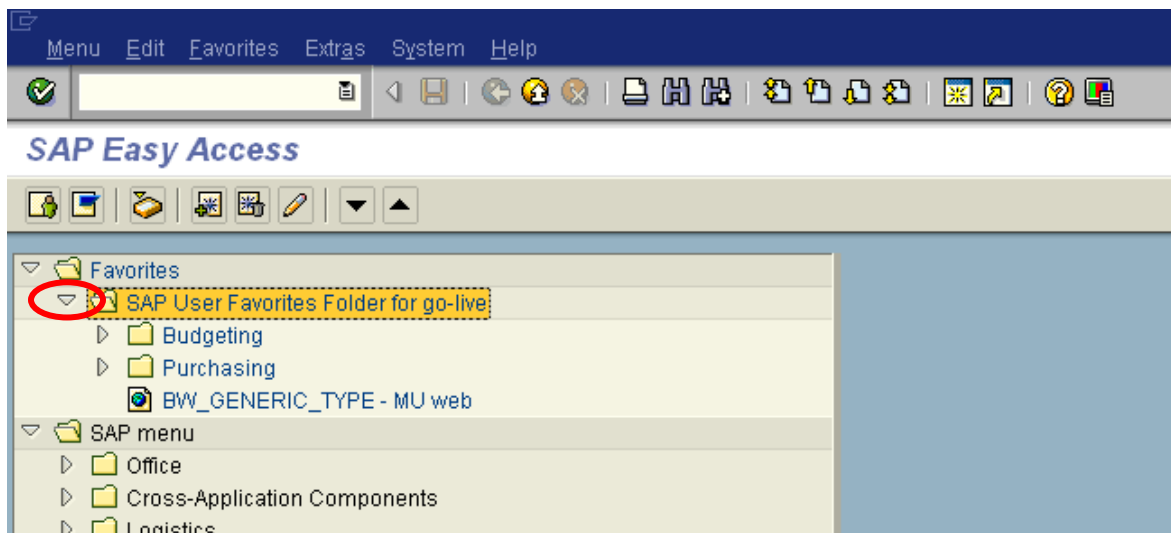 Menu Edit Favorites Extras System Help
SAP Easy Access
Favorites
SAP User Favorites Folder for go-live
Budgeting
Purchasing
BW_GENERIC_TYPE - MU web
SAP menu
Office
Cross-Application Components
Logistics